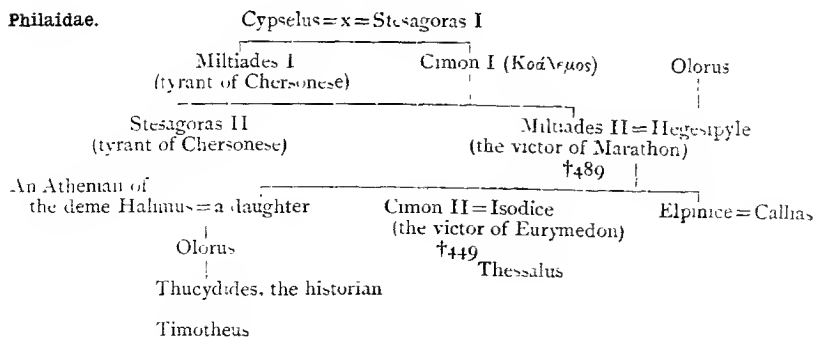 Philaidae. Cypselus=x=Stesagoras I
Miltiades I Cimon I (Κοάλεμος) Olorus
(tyrant of Chersonese)
Stesagoras II Miltiades II=Hegesipyle
(tyrant of Chersonese) (the victor of Marathon)
†489
An Athenian of
the deme Halimus=a daughter Cimon II=Isodice Elpinice=Callias
(the victor of Eurymedon)
Olorus †449
Thessalus
Thucydides, the historian
Timotheus